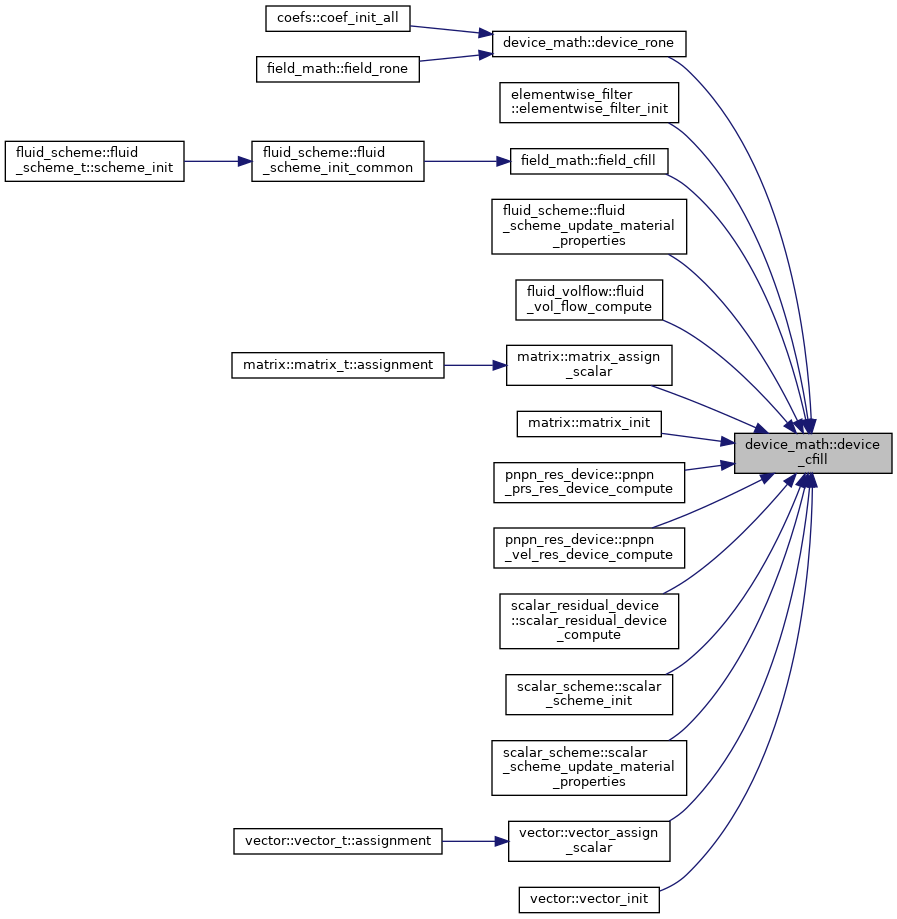 coefs::coef_init_all
device_math::device_rone
field_math::field_rone
elementwise_filter
::elementwise_filter_init
fluid_scheme::fluid
_scheme_t::scheme_init
fluid_scheme::fluid
_scheme_init_common
field_math::field_cfill
fluid_scheme::fluid
_scheme_update_material
_properties
fluid_volflow::fluid
_vol_flow_compute
matrix::matrix_t::assignment
matrix::matrix_assign
_scalar
matrix::matrix_init
device_math::device
_cfill
pnpn_res_device::pnpn
_prs_res_device_compute
pnpn_res_device::pnpn
_vel_res_device_compute
scalar_residual_device
::scalar_residual_device
_compute
scalar_scheme::scalar
_scheme_init
scalar_scheme::scalar
_scheme_update_material
_properties
vector::vector_t::assignment
vector::vector_assign
_scalar
vector::vector_init